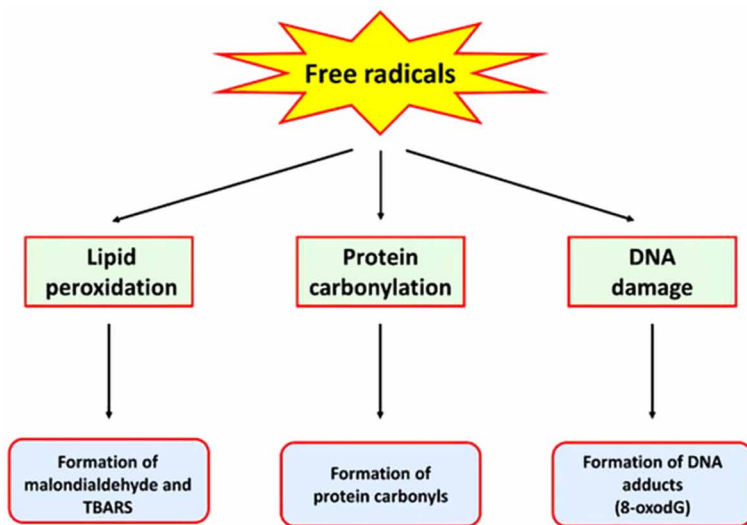 Free radicals
Lipid
peroxidation
Protein
carbonylation
DNA
damage
Formation of
malondialdehyde and
TBARS
Formation of
protein carbonyls
Formation of DNA
adducts
(8-oxodG)